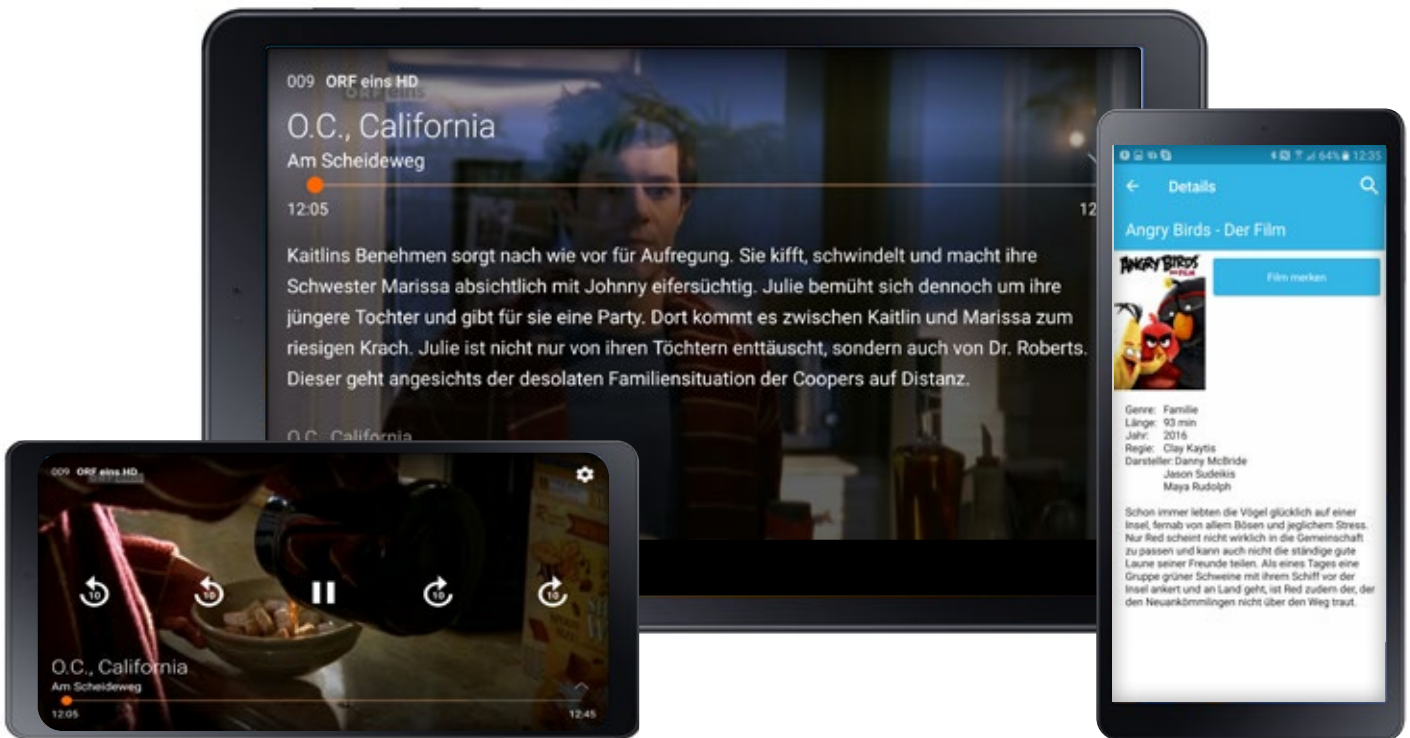 009 ORF eins HD
ORF eins
O.C., California
Am Scheideweg
12:05
12
Kaitlins Benehmen sorgt nach wie vor für Aufregung. Sie kifft, schwindelt und macht ihre
Schwester Marissa absichtlich mit Johnny eifersüchtig. Julie bemüht sich dennoch um ihre
jüngere Tochter und gibt für sie eine Party. Dort kommt es zwischen Kaitlin und Marissa zum
riesigen Krach. Julie ist nicht nur von ihren Töchtern enttäuscht, sondern auch von Dr. Roberts.
Dieser geht angesichts der desolaten Familiensituation der Coopers auf Distanz.
O.C., California
009 ORF eins HD
10 10 10 10
O.C., California
Am Scheideweg
12:05 12:45
64% 12:35
Details
Angry Birds - Der Film
ANGRY BIRDS
DER FILM
Film merken
Genre: Familie
Länge: 93 min
Jahr: 2016
Regie: Clay Kaytis
Darsteller: Danny McBride
Jason Sudeikis
Maya Rudolph
Schon immer lebten die Vögel glücklich auf einer
Insel, fernab von allem Bösen und jeglichem Stress.
Nur Red scheint nicht wirklich in die Gemeinschaft
zu passen und kann auch nicht die ständige gute
Laune seiner Freunde teilen. Als eines Tages eine
Gruppe grüner Schweine mit ihrem Schiff vor der
Insel ankert und an Land geht, ist Red zudem der, der
den Neuankömmlingen nicht über den Weg traut.